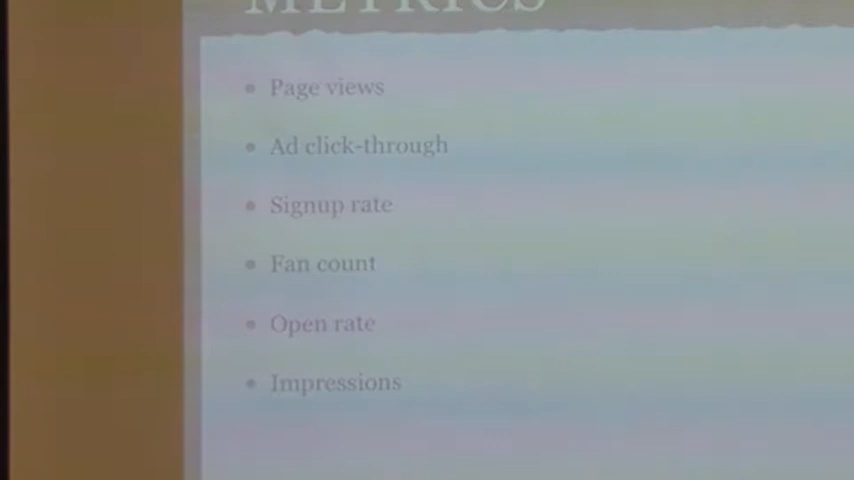 METRICS
• Page views
• Ad click-through
• Signup rate
• Fan count
• Open rate
• Impressions